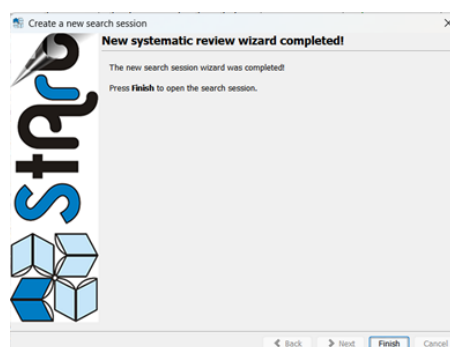 Create a new search session
New systematic review wizard completed!
The new search session wizard was completed!
Press Finish to open the search session.
StArt
Back Next Finish Cancel